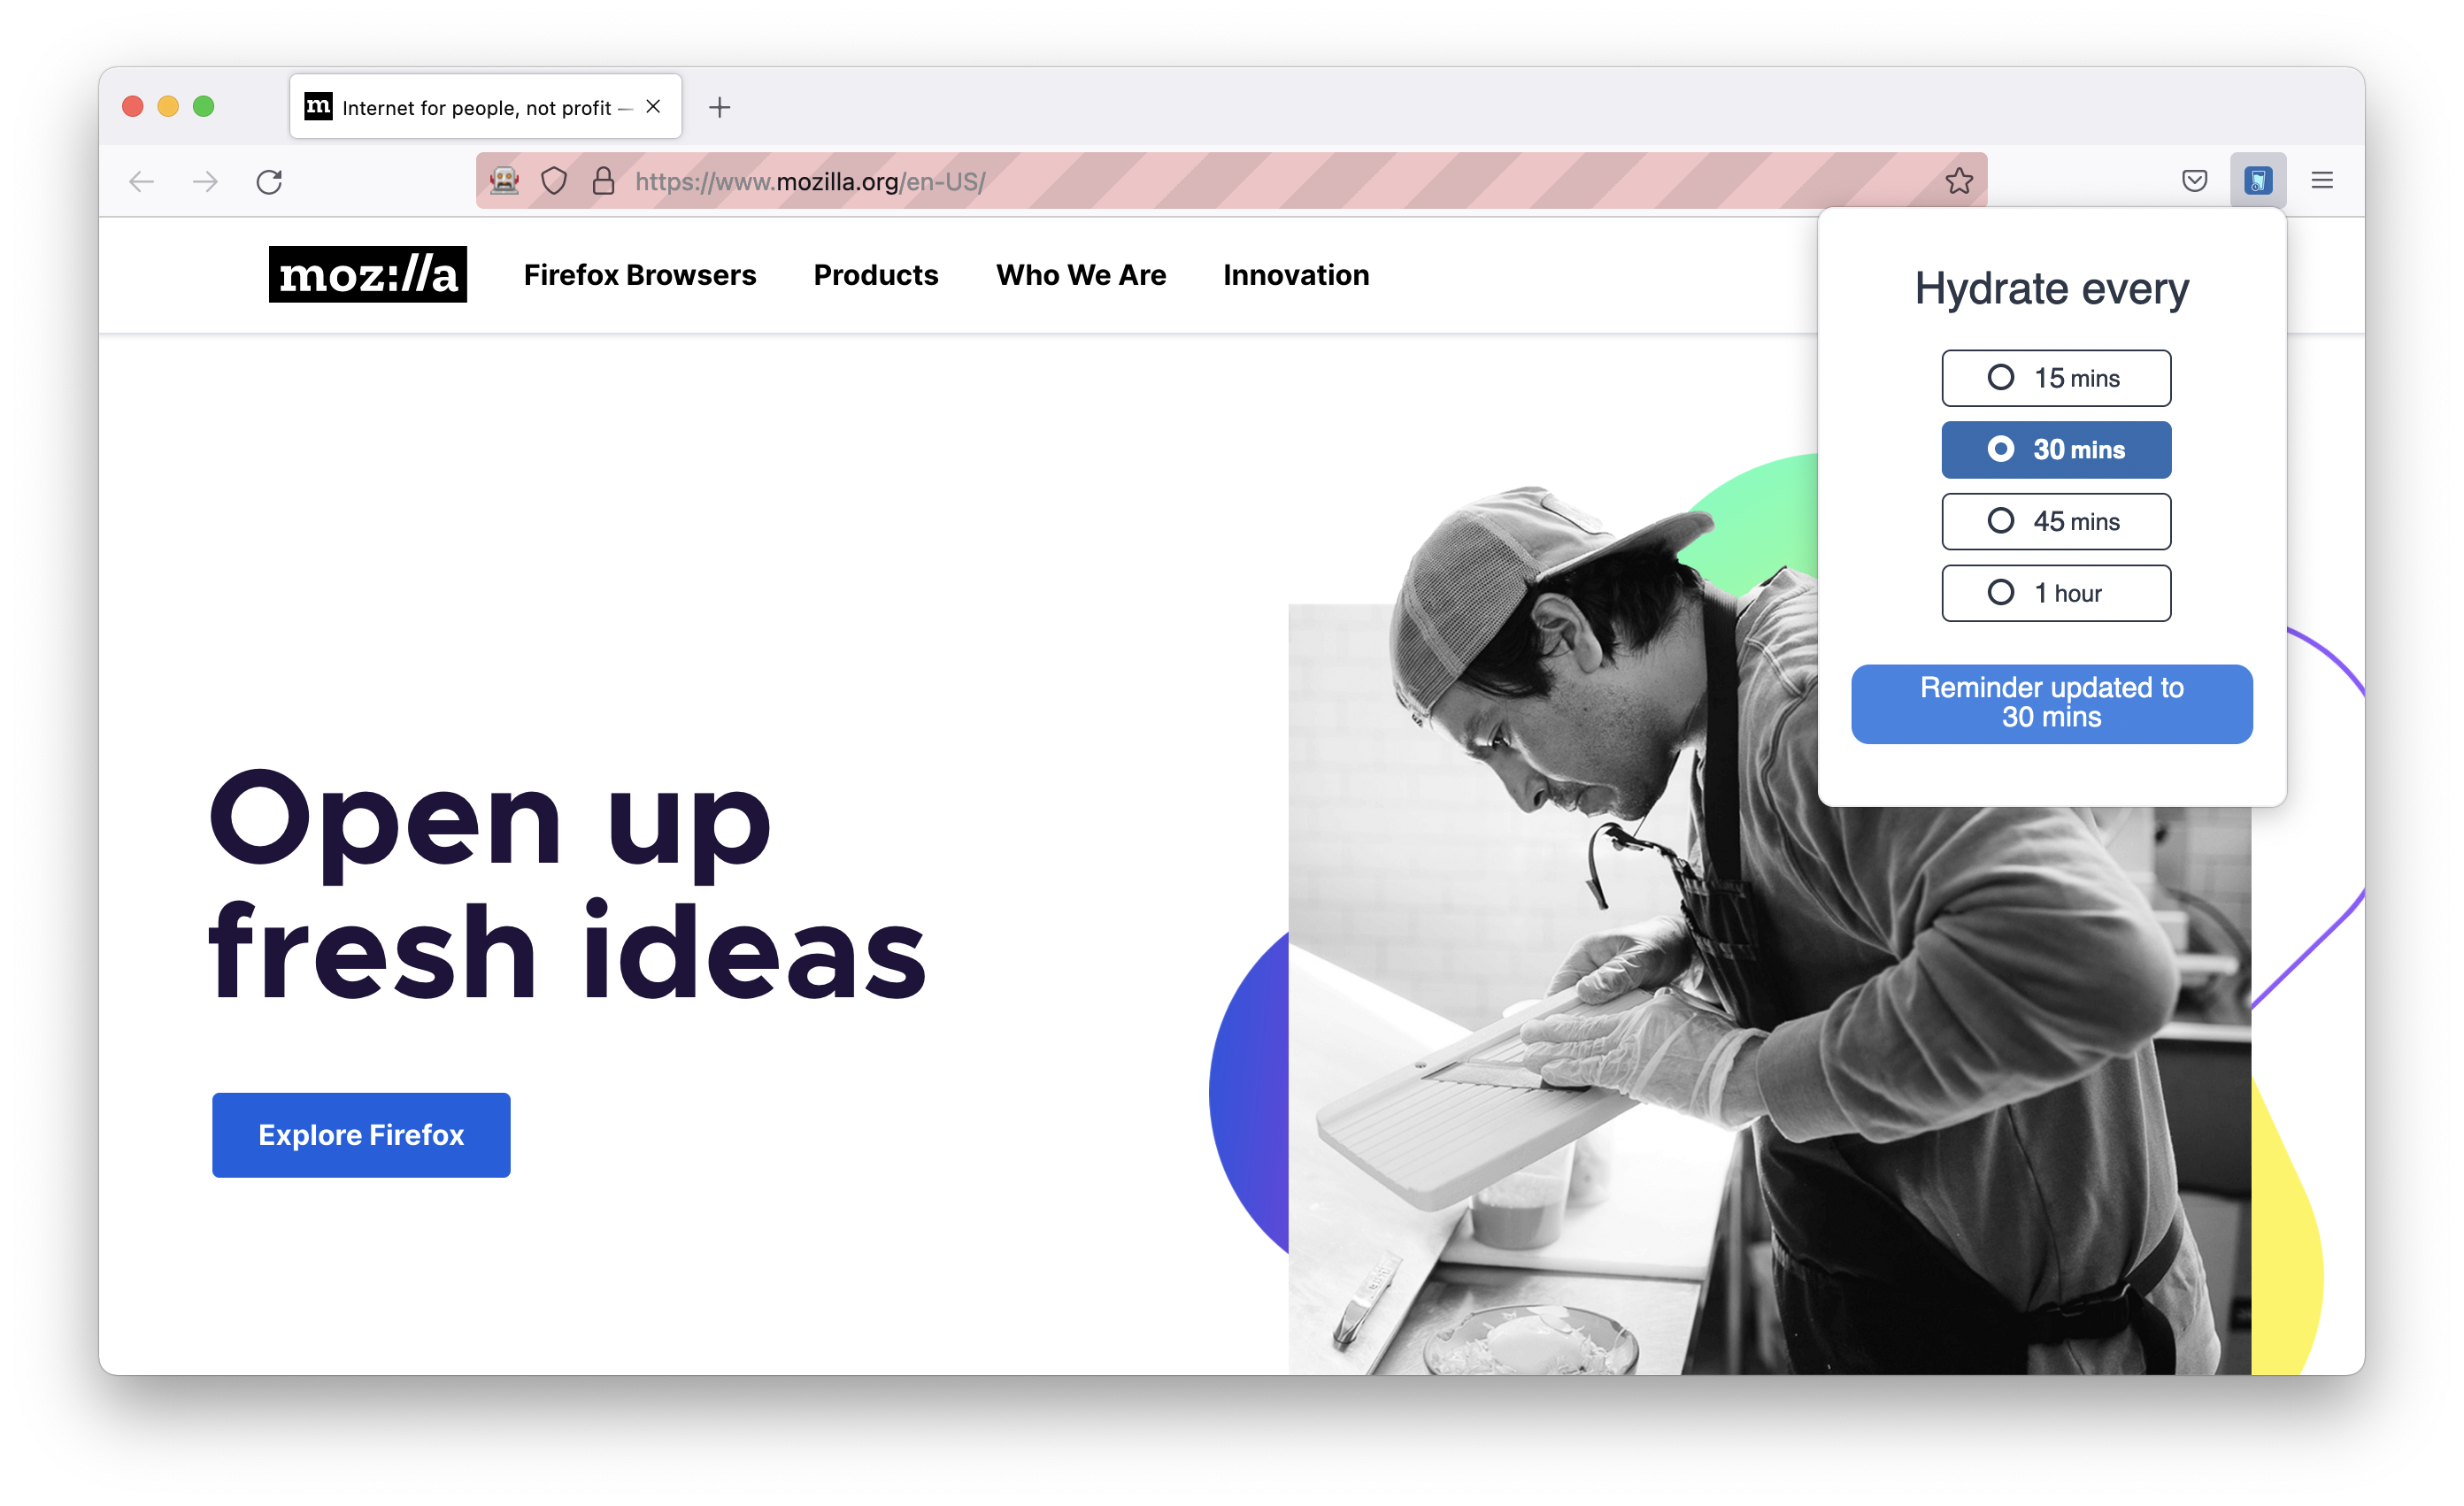 m Internet for people, not profit —
https://www.mozilla.org/en-US/
moz://a Firefox Browsers Products Who We Are Innovation
Hydrate every
15 mins
30 mins
45 mins
1 hour
Reminder updated to
30 mins
Open up
fresh ideas
Explore Firefox